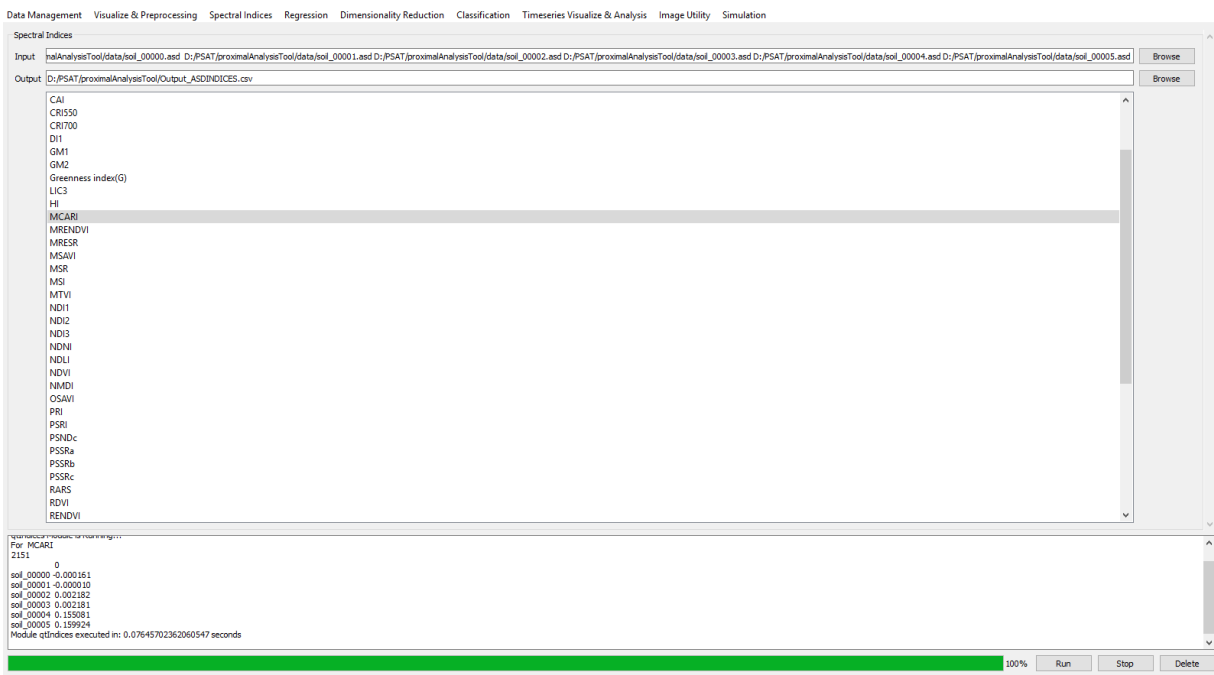 Data Management Visualize & Preprocessing Spectral Indices Regression Dimensionality Reduction Classification Timeseries Visualize & Analysis Image Utility Simulation
Spectral Indices
Input nalAnalysisTool/data/soil_00000.asd D:/PSAT/proximalAnalysisTool/data/soil_00001.asd D:/PSAT/proximalAnalysisTool/data/soil_00002.asd D:/PSAT/proximalAnalysisTool/data/soil_00003.asd D:/PSAT/proximalAnalysisTool/data/soil_00004.asd D:/PSAT/proximalAnalysisTool/data/soil_00005.asd Browse
Output D:/PSAT/proximalAnalysisTool/Output_ASDINDICES.csv Browse
CAI
CRI550
CRI700
DI1
GM1
GM2
Greenness index(G)
LIC3
HI
MCARI
MRENDVI
MRESR
MSAVI
MSR
MSI
MTVI
NDI1
NDI2
NDI3
NDNI
NDLI
NDVI
NMDI
OSAVI
PRI
PSRI
PSNDc
PSSRa
PSSRb
PSSRc
RARS
RDVI
RENDVI
qtIndices Module is Running...
For MCARI
2151
0
soil_00000 -0.000161
soil_00001 -0.000010
soil_00002 0.002182
soil_00003 0.002181
soil_00004 0.155081
soil_00005 0.159924
Module qtIndices executed in: 0.07645702362060547 seconds
100% Run Stop Delete